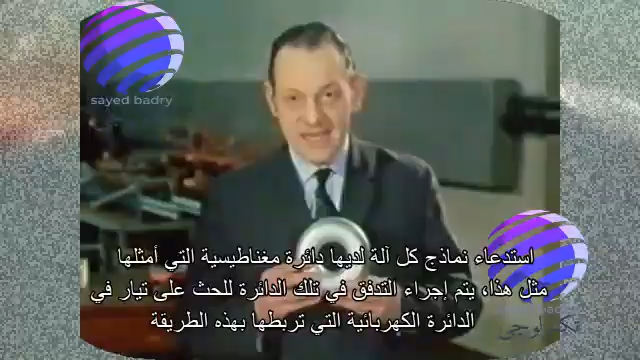 sayed badry
استدعاء نماذج كل آلة لديها دائرة مغناطيسية التي أمثلها
مثل هذا، يتم إجراء التدفق في تلك الدائرة للحث على تيار في
الدائرة الكهربائية التي تربطها بهذه الطريقة